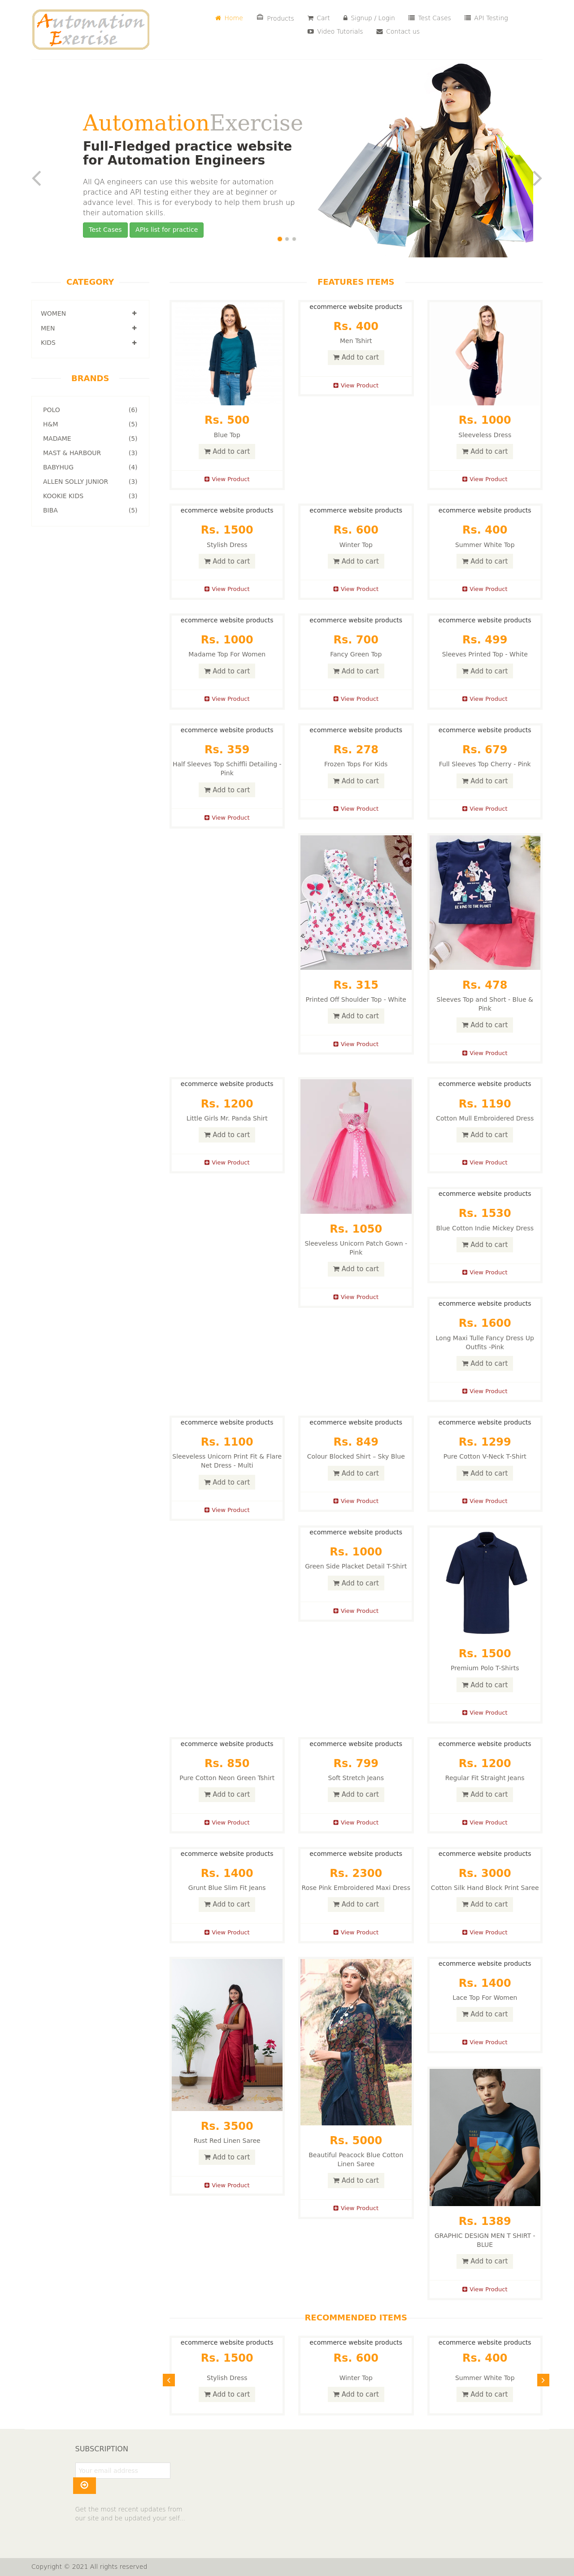 Automation
Exercise
Home
Products
Cart
Signup / Login
Test Cases
API Testing
Video Tutorials
Contact us
AutomationExercise
Full-Fledged practice website
for Automation Engineers
All QA engineers can use this website for automation
practice and API testing either they are at beginner or
advance level. This is for everybody to help them brush up
their automation skills.
Test Cases
APIs list for practice
CATEGORY
WOMEN
MEN
KIDS
BRANDS
POLO (6)
H&M (5)
MADAME (5)
MAST & HARBOUR (3)
BABYHUG (4)
ALLEN SOLLY JUNIOR (3)
KOOKIE KIDS (3)
BIBA (5)
FEATURES ITEMS
Rs. 500
Blue Top
Add to cart
View Product
ecommerce website products
Rs. 400
Men Tshirt
Add to cart
View Product
Rs. 1000
Sleeveless Dress
Add to cart
View Product
ecommerce website products
Rs. 1500
Stylish Dress
Add to cart
View Product
ecommerce website products
Rs. 600
Winter Top
Add to cart
View Product
ecommerce website products
Rs. 400
Summer White Top
Add to cart
View Product
ecommerce website products
Rs. 1000
Madame Top For Women
Add to cart
View Product
ecommerce website products
Rs. 700
Fancy Green Top
Add to cart
View Product
ecommerce website products
Rs. 499
Sleeves Printed Top - White
Add to cart
View Product
ecommerce website products
Rs. 359
Half Sleeves Top Schiffli Detailing -
Pink
Add to cart
View Product
ecommerce website products
Rs. 278
Frozen Tops For Kids
Add to cart
View Product
ecommerce website products
Rs. 679
Full Sleeves Top Cherry - Pink
Add to cart
View Product
Rs. 315
Printed Off Shoulder Top - White
Add to cart
View Product
BE KIND TO THE PLANET
Rs. 478
Sleeves Top and Short - Blue &
Pink
Add to cart
View Product
ecommerce website products
Rs. 1200
Little Girls Mr. Panda Shirt
Add to cart
View Product
Rs. 1050
Sleeveless Unicorn Patch Gown -
Pink
Add to cart
View Product
ecommerce website products
Rs. 1190
Cotton Mull Embroidered Dress
Add to cart
View Product
ecommerce website products
Rs. 1530
Blue Cotton Indie Mickey Dress
Add to cart
View Product
ecommerce website products
Rs. 1600
Long Maxi Tulle Fancy Dress Up
Outfits -Pink
Add to cart
View Product
ecommerce website products
Rs. 1100
Sleeveless Unicorn Print Fit & Flare
Net Dress - Multi
Add to cart
View Product
ecommerce website products
Rs. 849
Colour Blocked Shirt – Sky Blue
Add to cart
View Product
ecommerce website products
Rs. 1299
Pure Cotton V-Neck T-Shirt
Add to cart
View Product
ecommerce website products
Rs. 1000
Green Side Placket Detail T-Shirt
Add to cart
View Product
Rs. 1500
Premium Polo T-Shirts
Add to cart
View Product
ecommerce website products
Rs. 850
Pure Cotton Neon Green Tshirt
Add to cart
View Product
ecommerce website products
Rs. 799
Soft Stretch Jeans
Add to cart
View Product
ecommerce website products
Rs. 1200
Regular Fit Straight Jeans
Add to cart
View Product
ecommerce website products
Rs. 1400
Grunt Blue Slim Fit Jeans
Add to cart
View Product
ecommerce website products
Rs. 2300
Rose Pink Embroidered Maxi Dress
Add to cart
View Product
ecommerce website products
Rs. 3000
Cotton Silk Hand Block Print Saree
Add to cart
View Product
Rs. 3500
Rust Red Linen Saree
Add to cart
View Product
Rs. 5000
Beautiful Peacock Blue Cotton
Linen Saree
Add to cart
View Product
ecommerce website products
Rs. 1400
Lace Top For Women
Add to cart
View Product
Rs. 1389
GRAPHIC DESIGN MEN T SHIRT -
BLUE
Add to cart
View Product
RECOMMENDED ITEMS
ecommerce website products
Rs. 1500
Stylish Dress
Add to cart
ecommerce website products
Rs. 600
Winter Top
Add to cart
ecommerce website products
Rs. 400
Summer White Top
Add to cart
SUBSCRIPTION
Your email address
Get the most recent updates from
our site and be updated your self...
Copyright © 2021 All rights reserved